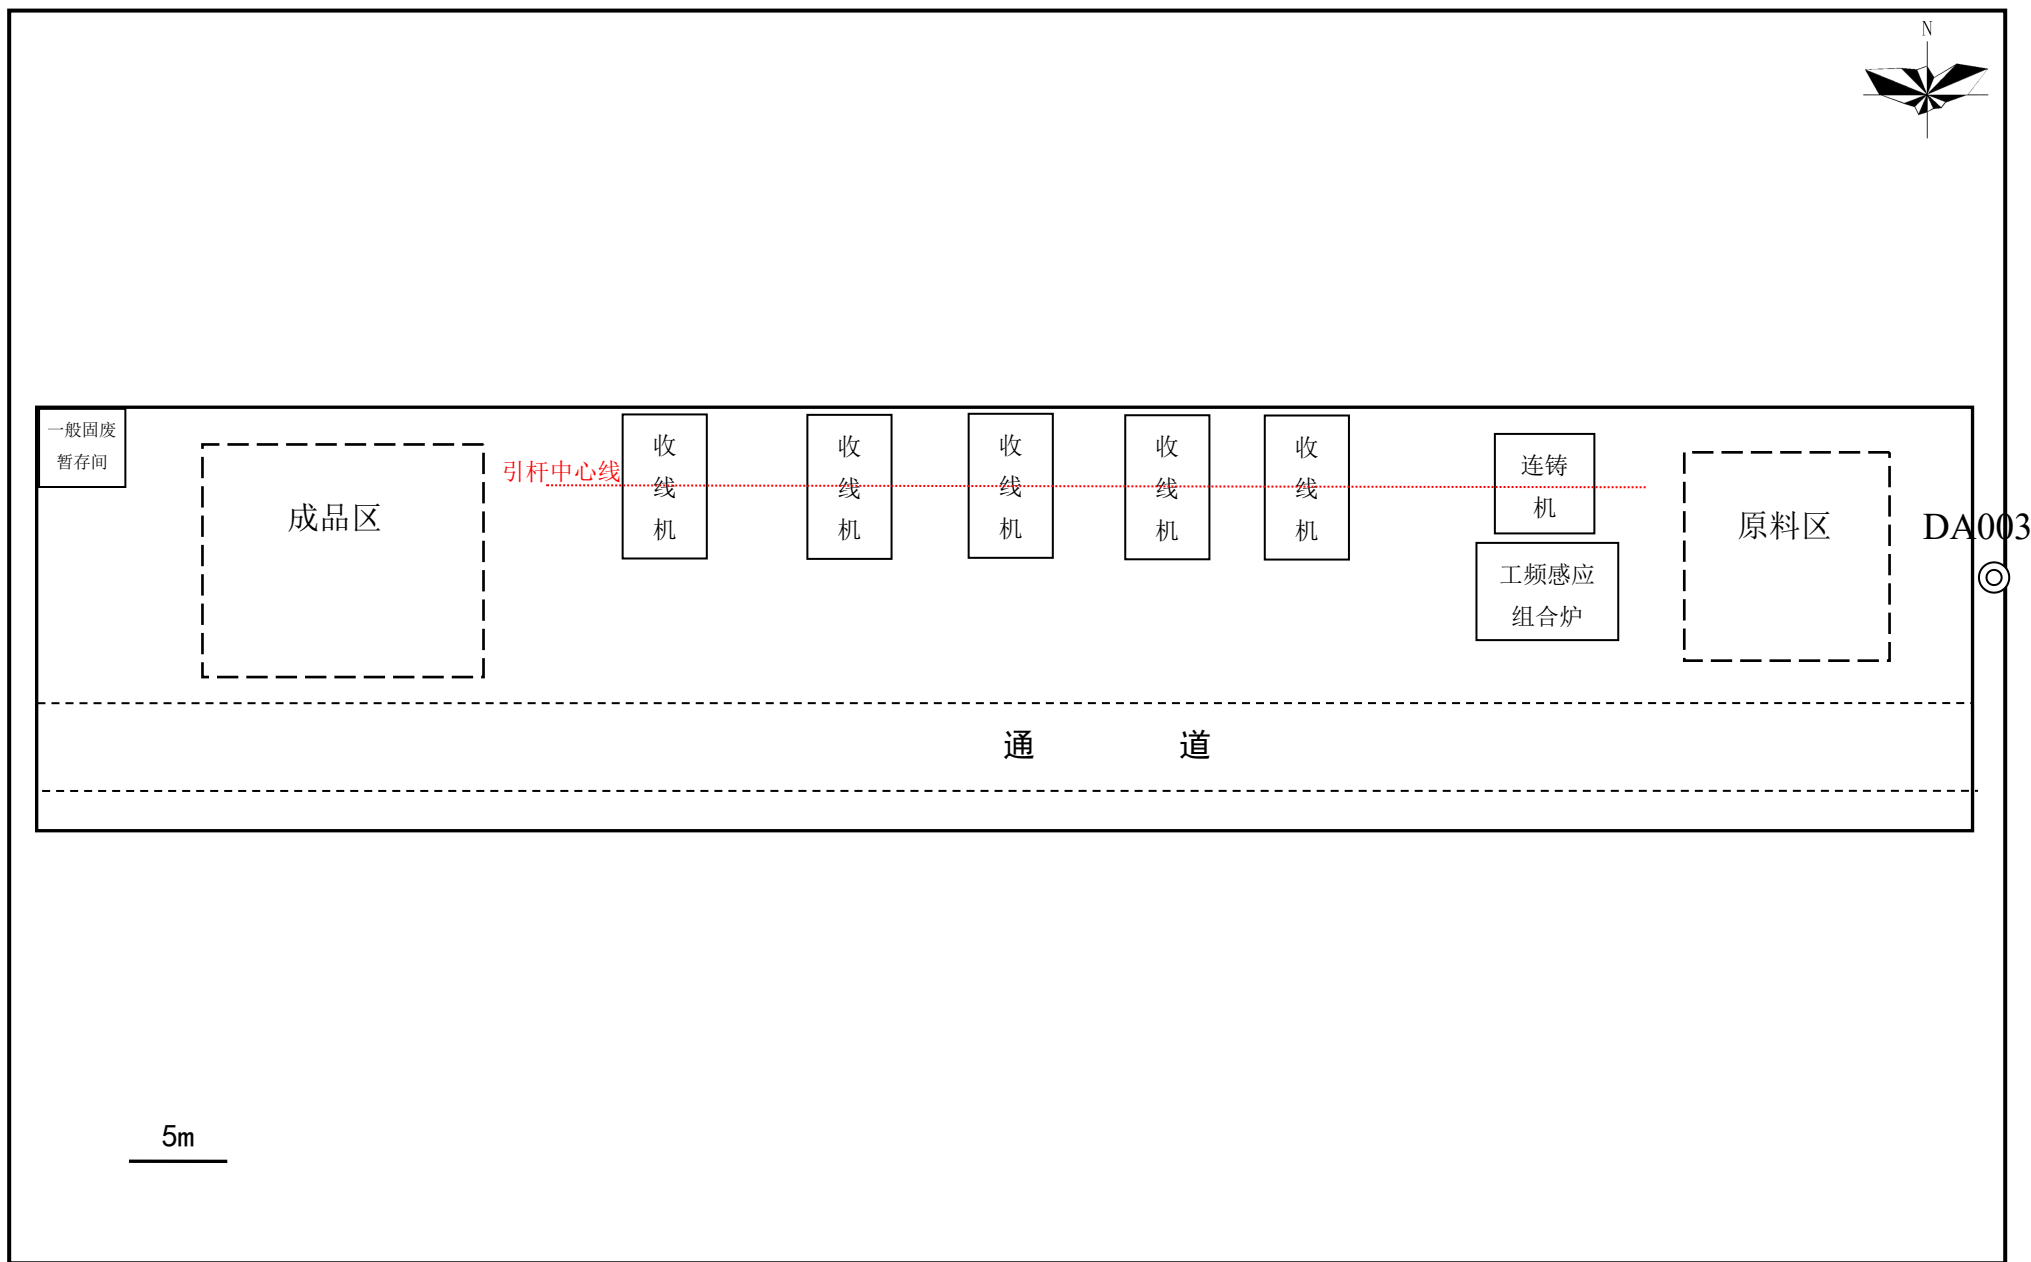 N
一般固废
暂存间
成品区
引杆中心线
收
线
机
收
线
机
收
线
机
收
线
机
收
线
机
连铸
机
工频感应
组合炉
原料区
DA003
通 道
5m